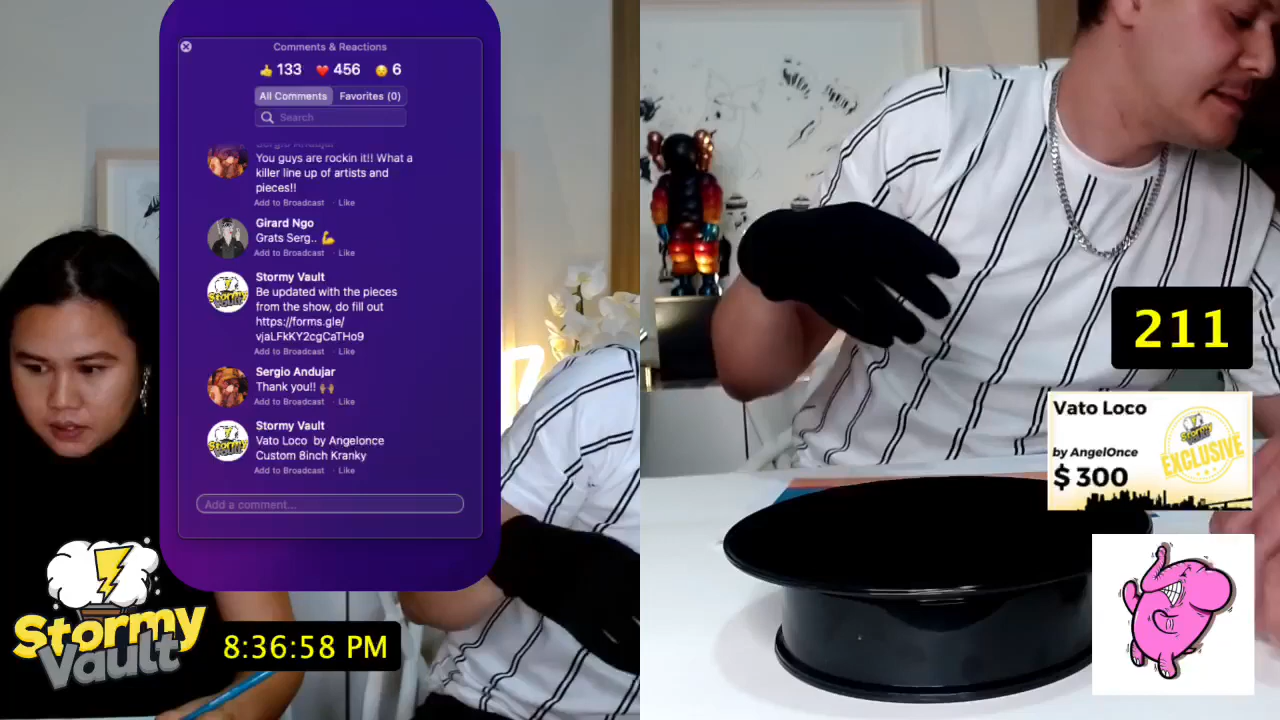 Comments & Reactions
👍 133 ❤️ 456 😢 6
All Comments Favorites (0)
Search
Sergio Andujar
You guys are rockin it!! What a
killer line up of artists and
pieces!!
Add to Broadcast · Like
Girard Ngo
Grats Serg.. 💪
Add to Broadcast · Like
Stormy Vault
Be updated with the pieces
from the show, do fill out
https://forms.gle/
vjaLFkKY2cgCaTHo9
Add to Broadcast · Like
Sergio Andujar
Thank you!! 🙌
Add to Broadcast · Like
Stormy Vault
Vato Loco by Angelonce
Custom 8inch Kranky
Add to Broadcast · Like
Add a comment...
Stormy
Vault
8:36:58 PM
211
Vato Loco
by AngelOnce
$ 300
Stormy
Vault
EXCLUSIVE